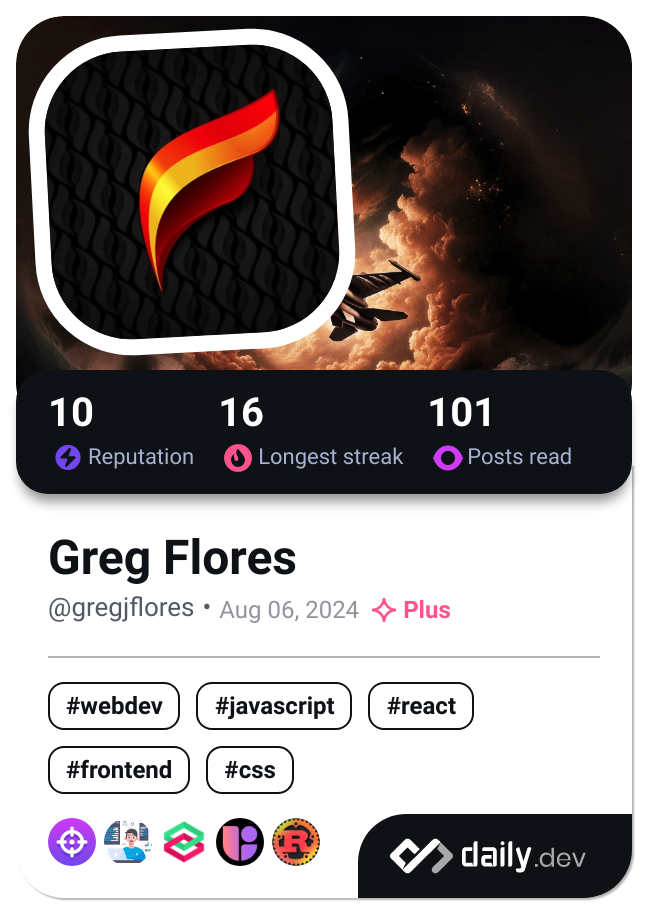 10 16 101
Reputation Longest streak Posts read
Greg Flores
@gregjflores • Aug 06, 2024 Plus
#webdev #javascript #react
#frontend #css
daily.dev